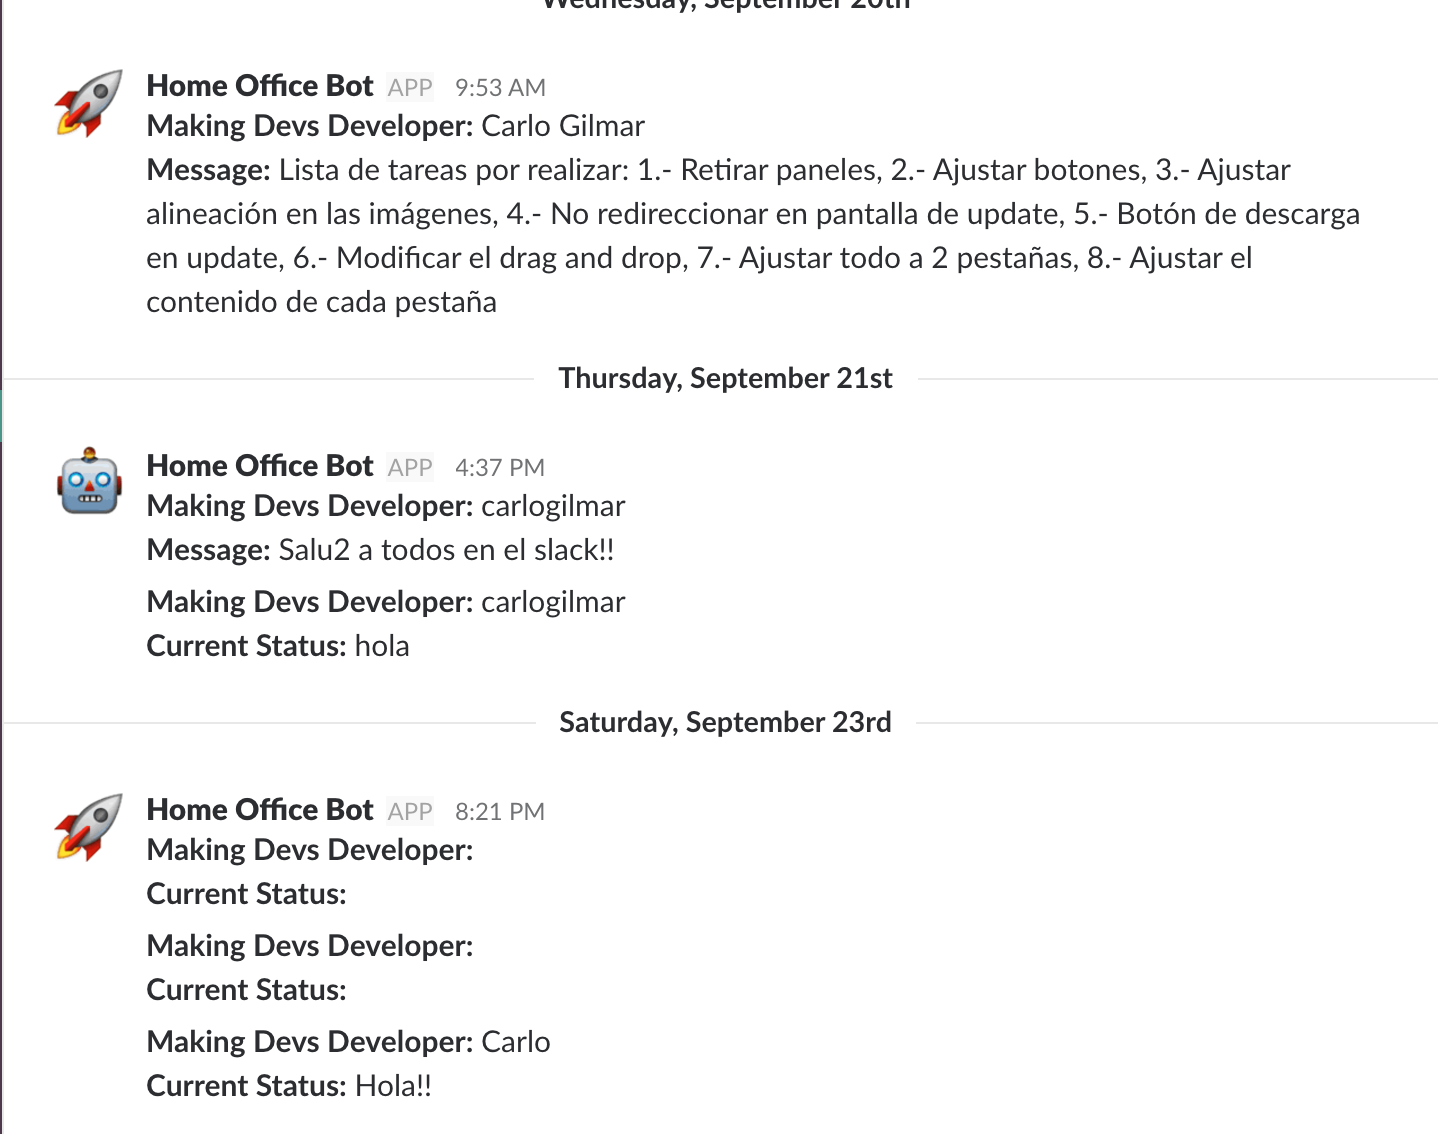 Wednesday, September 20th
Home Office Bot APP 9:53 AM
Making Devs Developer: Carlo Gilmar
Message: Lista de tareas por realizar: 1.- Retirar paneles, 2.- Ajustar botones, 3.- Ajustar
alineación en las imágenes, 4.- No redireccionar en pantalla de update, 5.- Botón de descarga
en update, 6.- Modificar el drag and drop, 7.- Ajustar todo a 2 pestañas, 8.- Ajustar el
contenido de cada pestaña
Thursday, September 21st
Home Office Bot APP 4:37 PM
Making Devs Developer: carlogilmar
Message: Salu2 a todos en el slack!!
Making Devs Developer: carlogilmar
Current Status: hola
Saturday, September 23rd
Home Office Bot APP 8:21 PM
Making Devs Developer:
Current Status:
Making Devs Developer:
Current Status:
Making Devs Developer: Carlo
Current Status: Hola!!